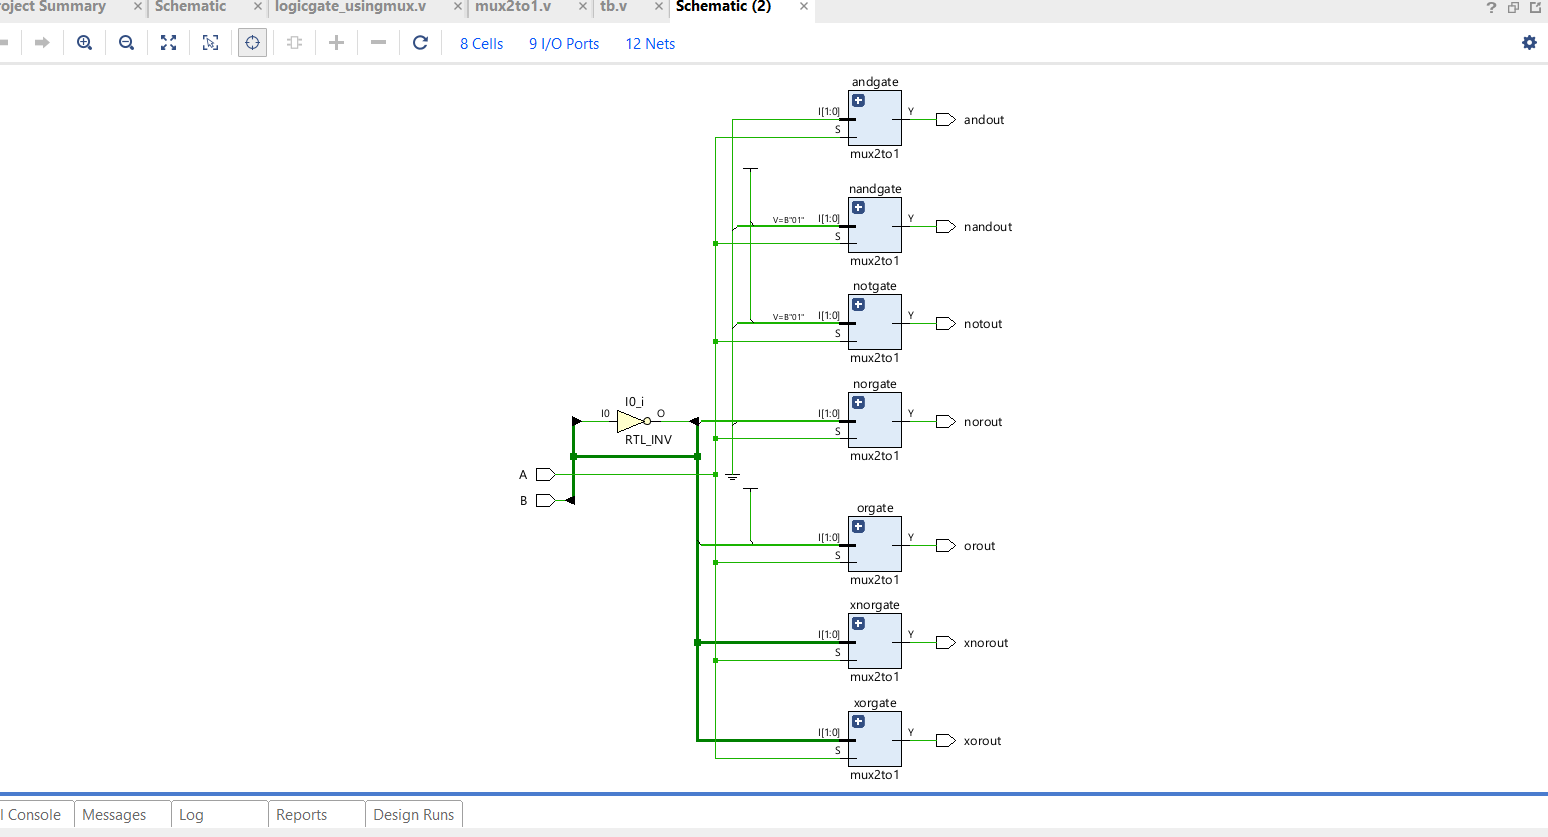 roject Summary × Schematic × logicgate_usingmux.v × mux2to1.v × tb.v × Schematic (2) × ?
8 Cells 9 I/O Ports 12 Nets
andgate
I[1:0] Y andout
S
mux2to1
nandgate
V=B"01" I[1:0] Y nandout
S
mux2to1
notgate
V=B"01" I[1:0] Y notout
S
mux2to1
norgate
I0_i
I0 O I[1:0] Y norout
S
RTL_INV
mux2to1
A
B
orgate
I[1:0] Y orout
S
mux2to1
xnorgate
I[1:0] Y xnorout
S
mux2to1
xorgate
I[1:0] Y xorout
S
mux2to1
l Console Messages Log Reports Design Runs